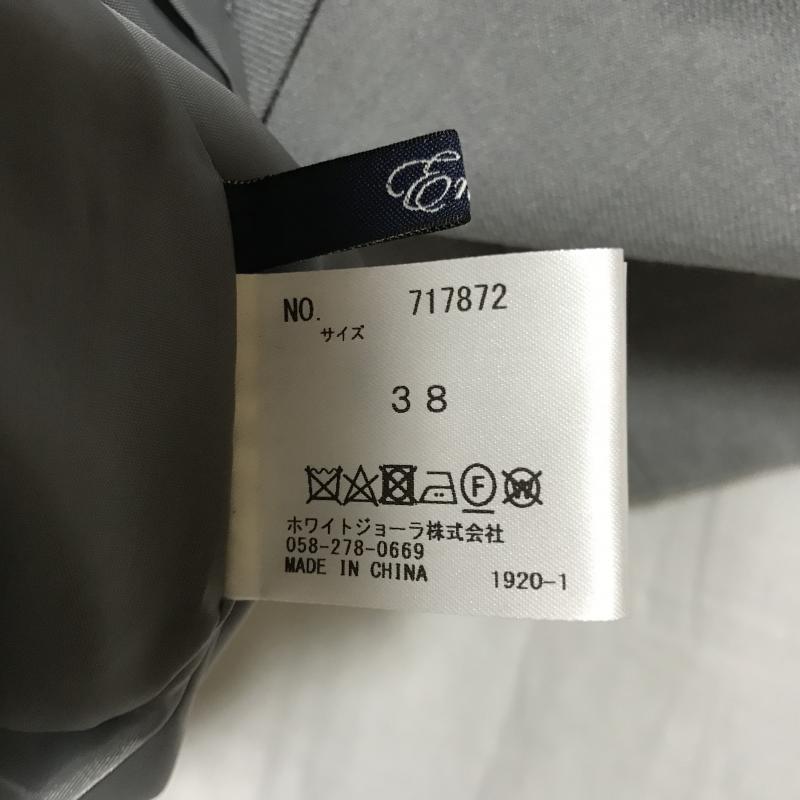 NO. 717872
サイズ
38
F W
ホワイトジョーラ株式会社
058-278-0669
MADE IN CHINA 1920-1